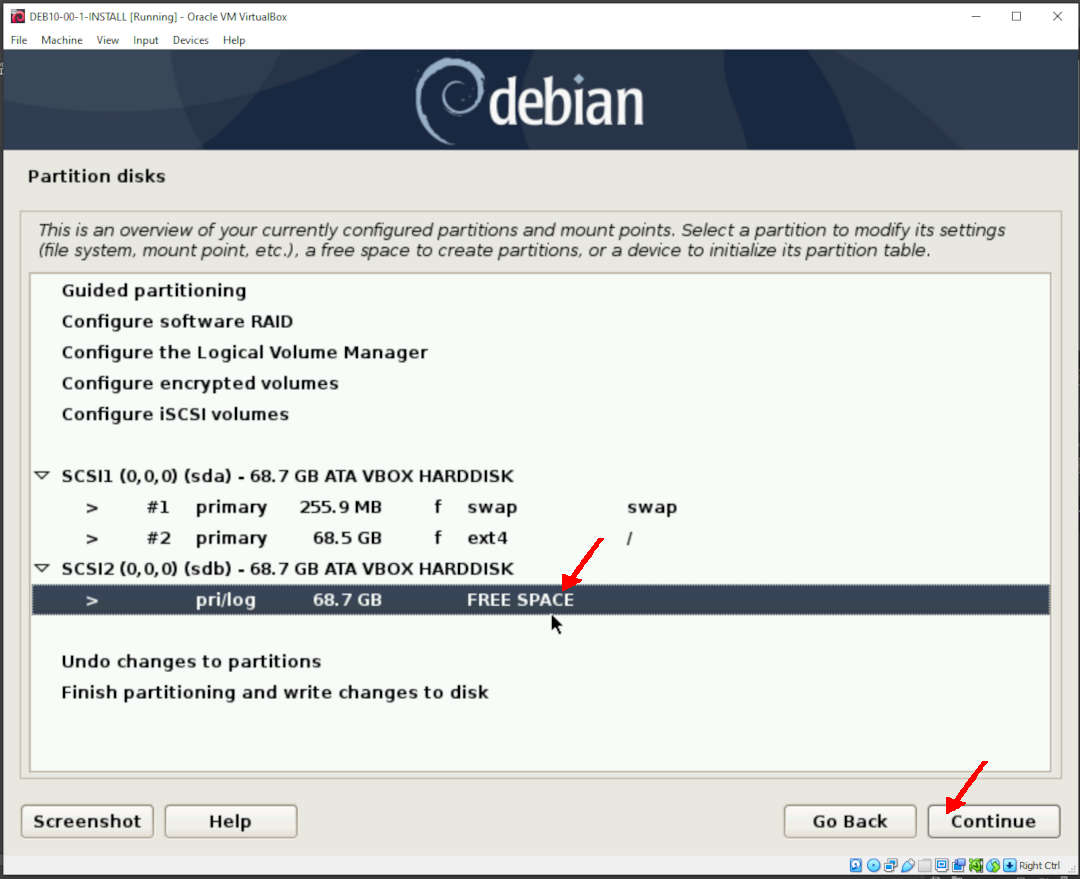 DEB10-00-1-INSTALL [Running] - Oracle VM VirtualBox
File Machine View Input Devices Help
debian
Partition disks
This is an overview of your currently configured partitions and mount points. Select a partition to modify its settings
(file system, mount point, etc.), a free space to create partitions, or a device to initialize its partition table.
Guided partitioning
Configure software RAID
Configure the Logical Volume Manager
Configure encrypted volumes
Configure iSCSI volumes
SCSI1 (0,0,0) (sda) - 68.7 GB ATA VBOX HARDDISK
> #1 primary 255.9 MB f swap swap
> #2 primary 68.5 GB f ext4 /
SCSI2 (0,0,0) (sdb) - 68.7 GB ATA VBOX HARDDISK
> pri/log 68.7 GB FREE SPACE
Undo changes to partitions
Finish partitioning and write changes to disk
Screenshot Help Go Back Continue
Right Ctrl